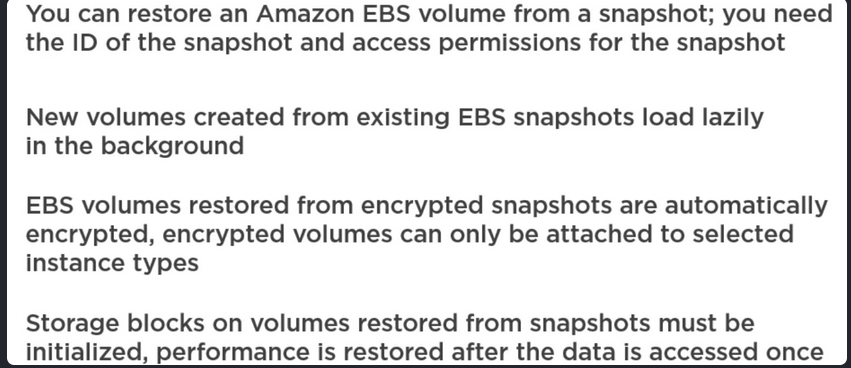 You can restore an Amazon EBS volume from a snapshot; you need
the ID of the snapshot and access permissions for the snapshot
New volumes created from existing EBS snapshots load lazily
in the background
EBS volumes restored from encrypted snapshots are automatically
encrypted, encrypted volumes can only be attached to selected
instance types
Storage blocks on volumes restored from snapshots must be
initialized, performance is restored after the data is accessed once